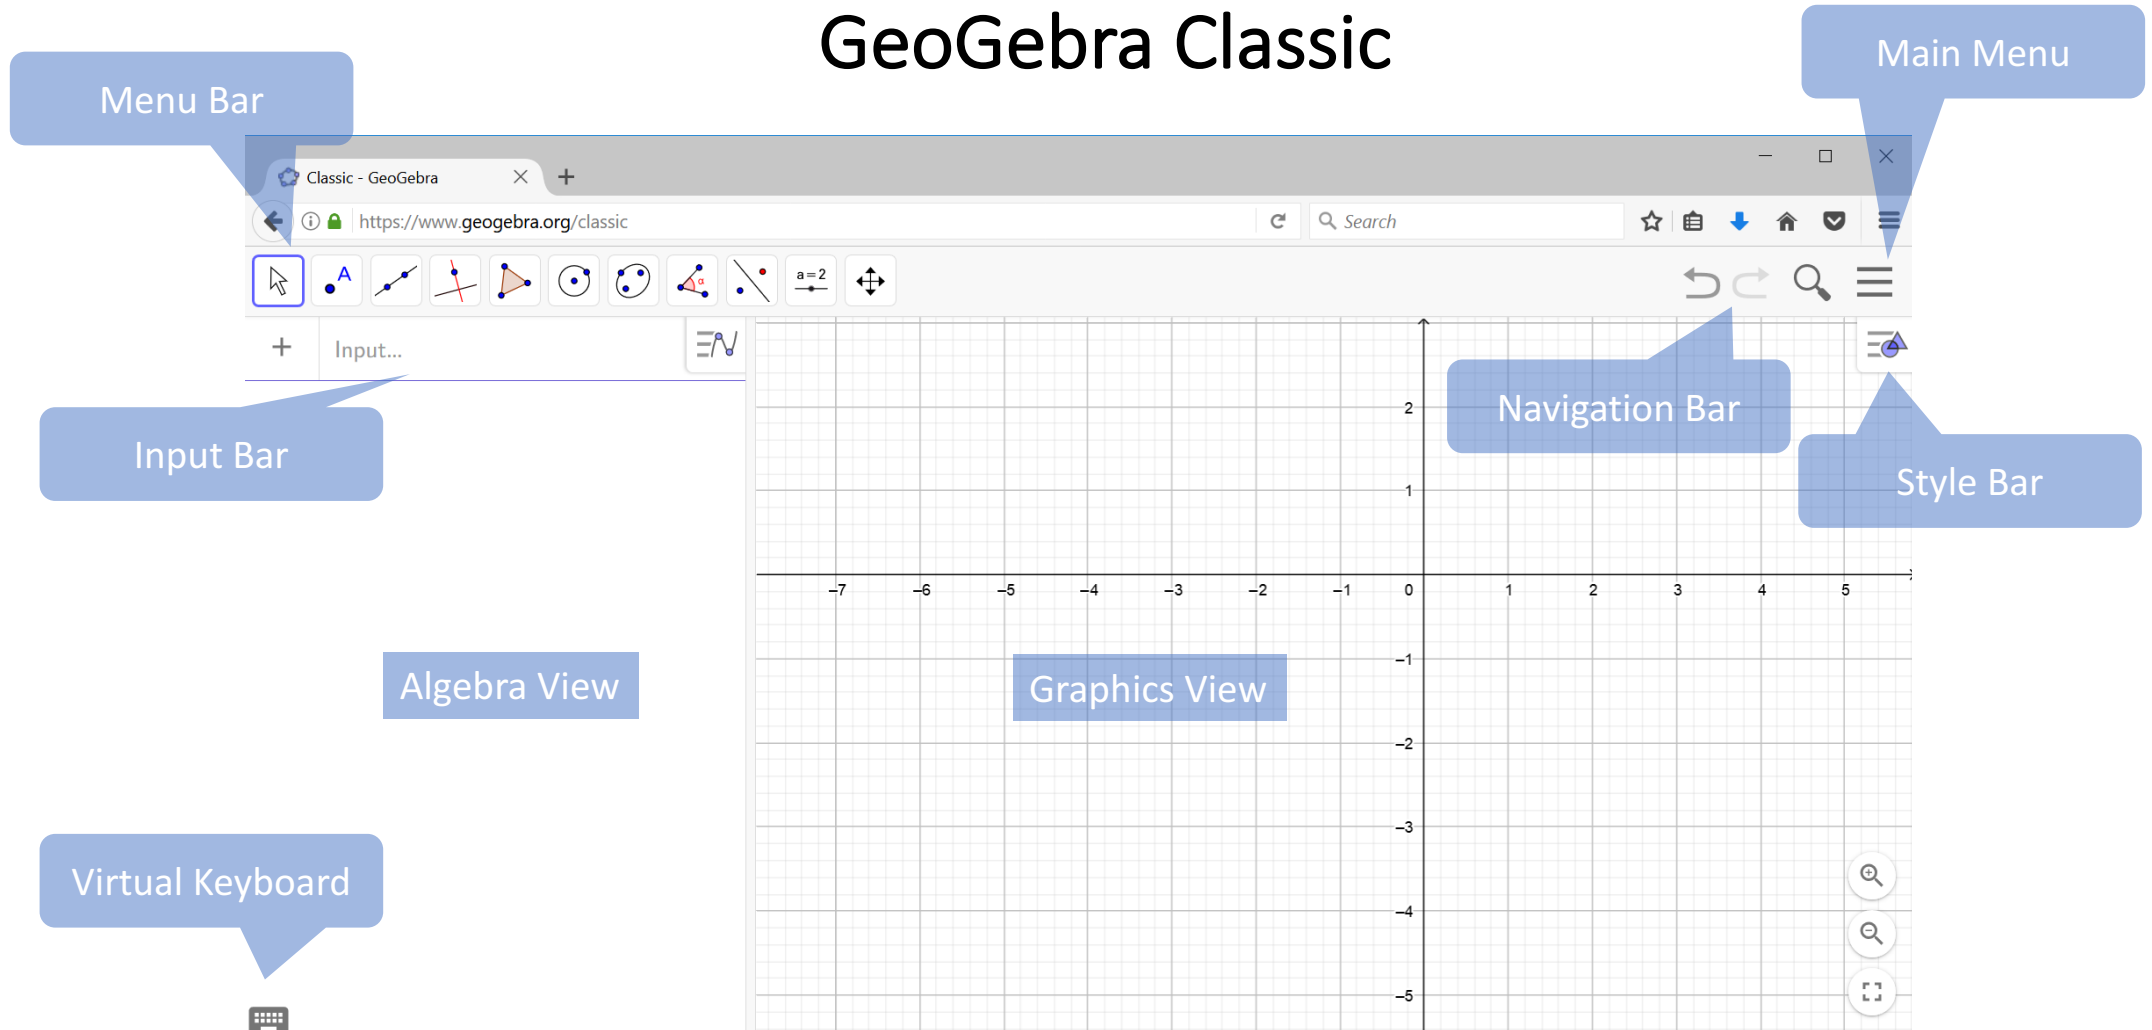 GeoGebra Classic
Main Menu
Menu Bar
Classic - GeoGebra
https://www.geogebra.org/classic
Search
A
α
a=2
Input...
Navigation Bar
Input Bar
Style Bar
2
1
-7 -6 -5 -4 -3 -2 -1 0 1 2 3 4 5
-1
Algebra View
Graphics View
-2
-3
Virtual Keyboard
-4
-5